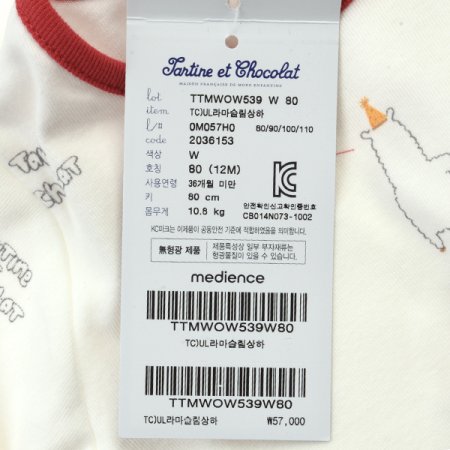 Tartine et Chocolat
MAISON FRANÇAISE DE MODE ENFANTINE
lot TTMWOW539 W 80
item TC)UL라마슬림상하
l/# 0M057H0 80/90/100/110
code 2036153
색상 W
호칭 80 (12M)
사용연령 36개월 미만
키 80 cm
몸무게 10.8 kg
안전확인신고확인증번호
CB014N073-1002
KC마크는 이제품이 공통안전 기준에 적합하였음을 의미합니다
無형광 제품
제품특성상 일부 부자재류는
형광물질이 있을 수 있습니다.
medience
TTMWOW539W80
TC)UL라마슬림상하
TTMWOW539W80
TC)UL라마슬림상하 ₩57,000